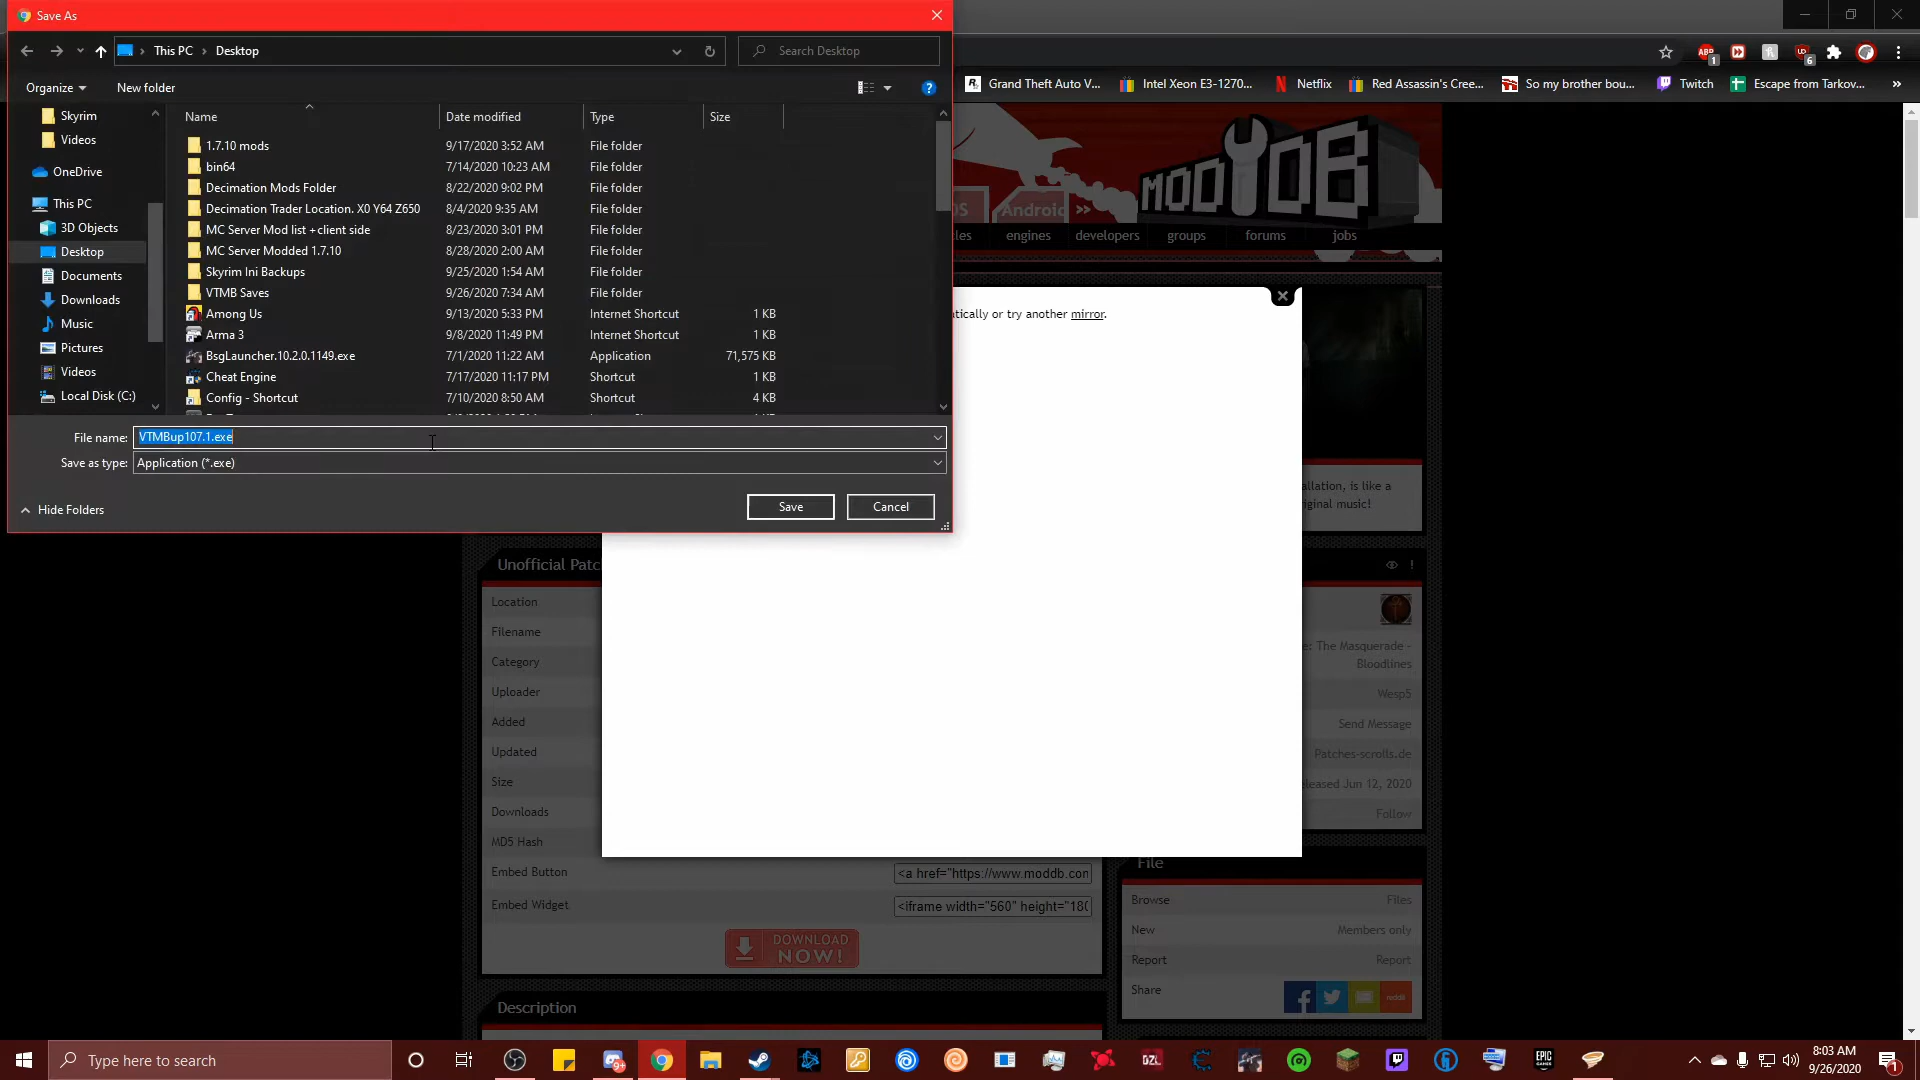 Save As
This PC
Desktop
Search Desktop
Organize
New folder
Name
Date modified
Type
Size
Skyrim
Videos
OneDrive
This PC
3D Objects
Desktop
Documents
Downloads
Music
Pictures
Videos
Local Disk (C:)
1.7.10 mods 9/17/2020 3:52 AM File folder
bin64 7/14/2020 10:23 AM File folder
Decimation Mods Folder 8/22/2020 9:02 PM File folder
Decimation Trader Location. X0 Y64 Z650 8/4/2020 9:35 AM File folder
MC Server Mod list + client side 8/23/2020 3:01 PM File folder
MC Server Modded 1.7.10 8/28/2020 2:00 AM File folder
Skyrim Ini Backups 9/25/2020 1:54 AM File folder
VTMB Saves 9/26/2020 7:34 AM File folder
Among Us 9/13/2020 5:33 PM Internet Shortcut 1 KB
Arma 3 9/8/2020 11:49 PM Internet Shortcut 1 KB
BsgLauncher.10.2.0.1149.exe 7/1/2020 11:22 AM Application 71,575 KB
Cheat Engine 7/17/2020 11:17 PM Shortcut 1 KB
Config - Shortcut 7/10/2020 8:50 AM Shortcut 4 KB
File name: VTMBup107.1.exe
Save as type: Application (*.exe)
Hide Folders
Save
Cancel
Grand Theft Auto V...
Intel Xeon E3-1270...
Netflix
Red Assassin's Cree...
So my brother bou...
Twitch
Escape from Tarkov...
»
ABP 1
6
MODDB
OS
Android >>
cles
engines
developers
groups
forums
jobs
atically or try another mirror.
allation, is like a
iginal music!
Unofficial Patc
Location
Filename
Category
Uploader
Added
Updated
Size
Downloads
MD5 Hash
Embed Button <a href="https://www.moddb.con
Embed Widget <iframe width="560" height="180
DOWNLOAD
NOW!
Description
e: The Masquerade -
Bloodlines
Wesp5
Send Message
Patches-scrolls.de
eleased Jun 12, 2020
Follow
File
Browse Files
New Members only
Report Report
Share
reddit
Type here to search
9+
DZL
EPIC
GAMES
8:03 AM
9/26/2020
1